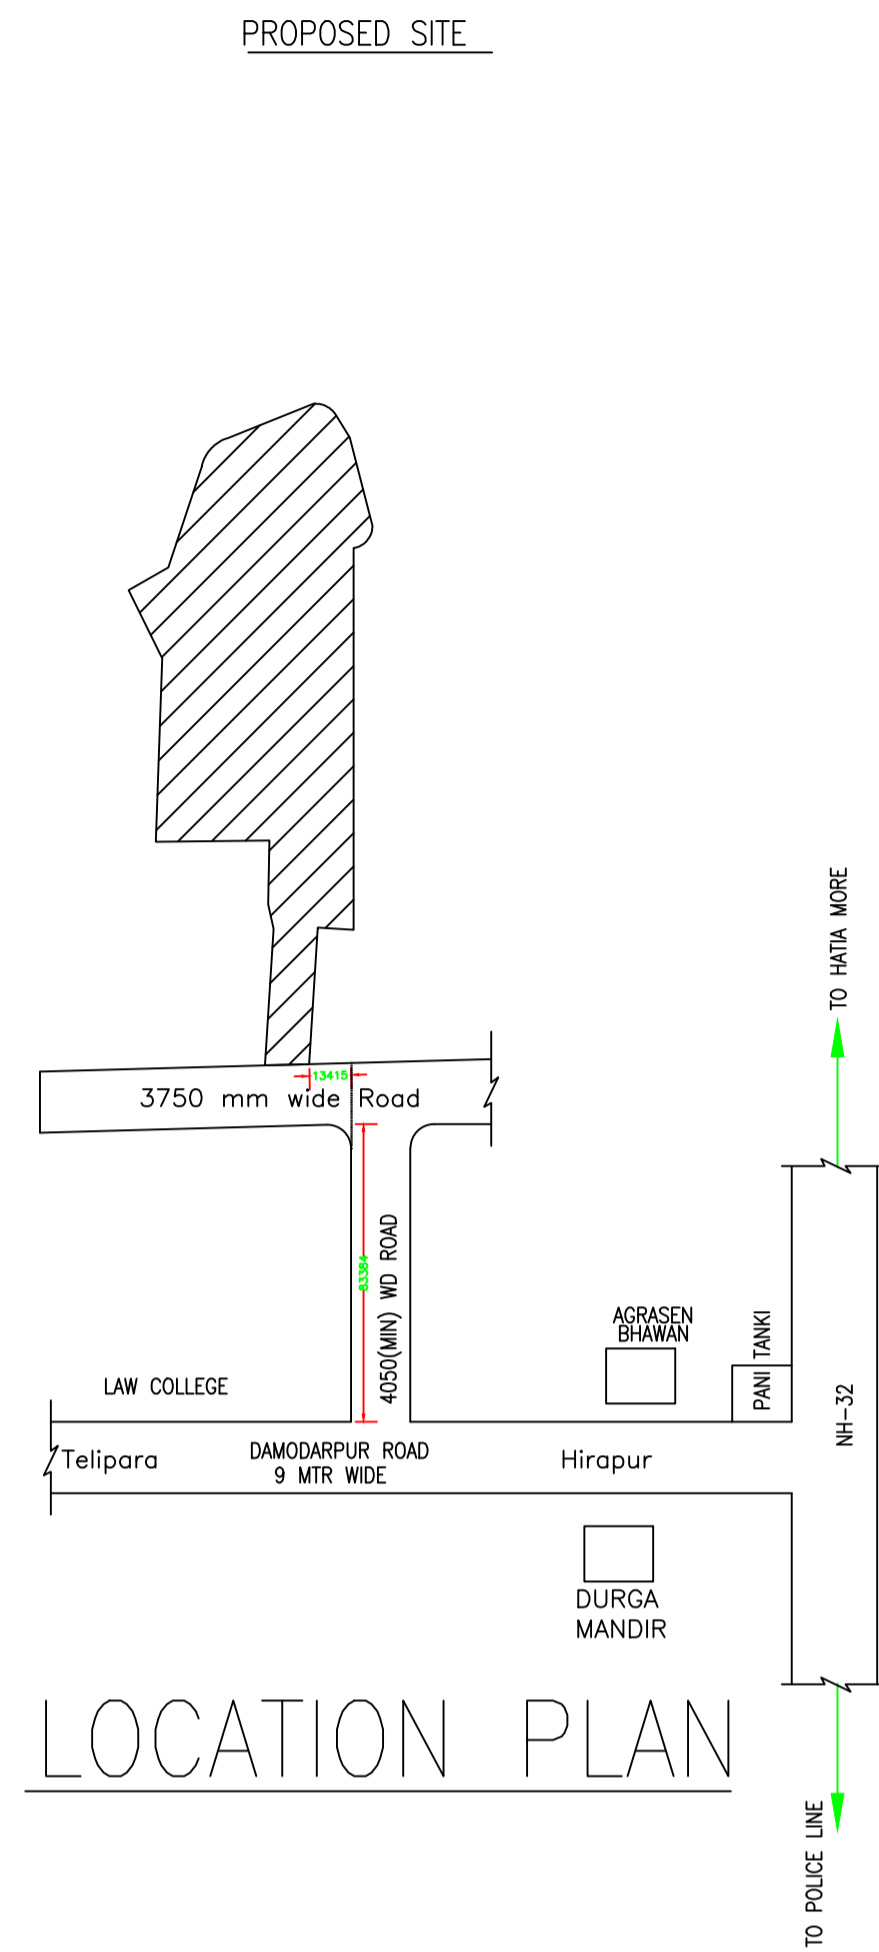 PROPOSED SITE
TO HATIA MORE
13415
3750 mm wide Road
83384
4050(MIN) WD ROAD
AGRASEN
BHAWAN
PANI TANKI
LAW COLLEGE
NH-32
Telipara
DAMODARPUR ROAD
9 MTR WIDE
Hirapur
DURGA
MANDIR
LOCATION PLAN
TO POLICE LINE